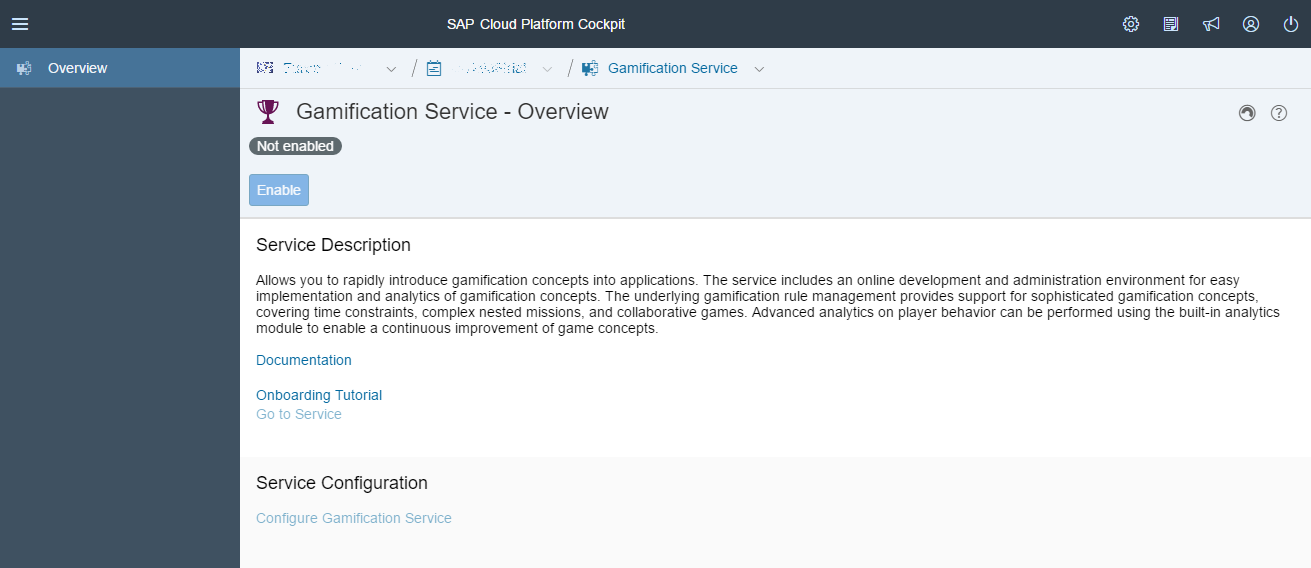 SAP Cloud Platform Cockpit
Overview
/ / Gamification Service
Gamification Service - Overview
Not enabled
Enable
Service Description
Allows you to rapidly introduce gamification concepts into applications. The service includes an online development and administration environment for easy
implementation and analytics of gamification concepts. The underlying gamification rule management provides support for sophisticated gamification concepts,
covering time constraints, complex nested missions, and collaborative games. Advanced analytics on player behavior can be performed using the built-in analytics
module to enable a continuous improvement of game concepts.
Documentation
Onboarding Tutorial
Go to Service
Service Configuration
Configure Gamification Service